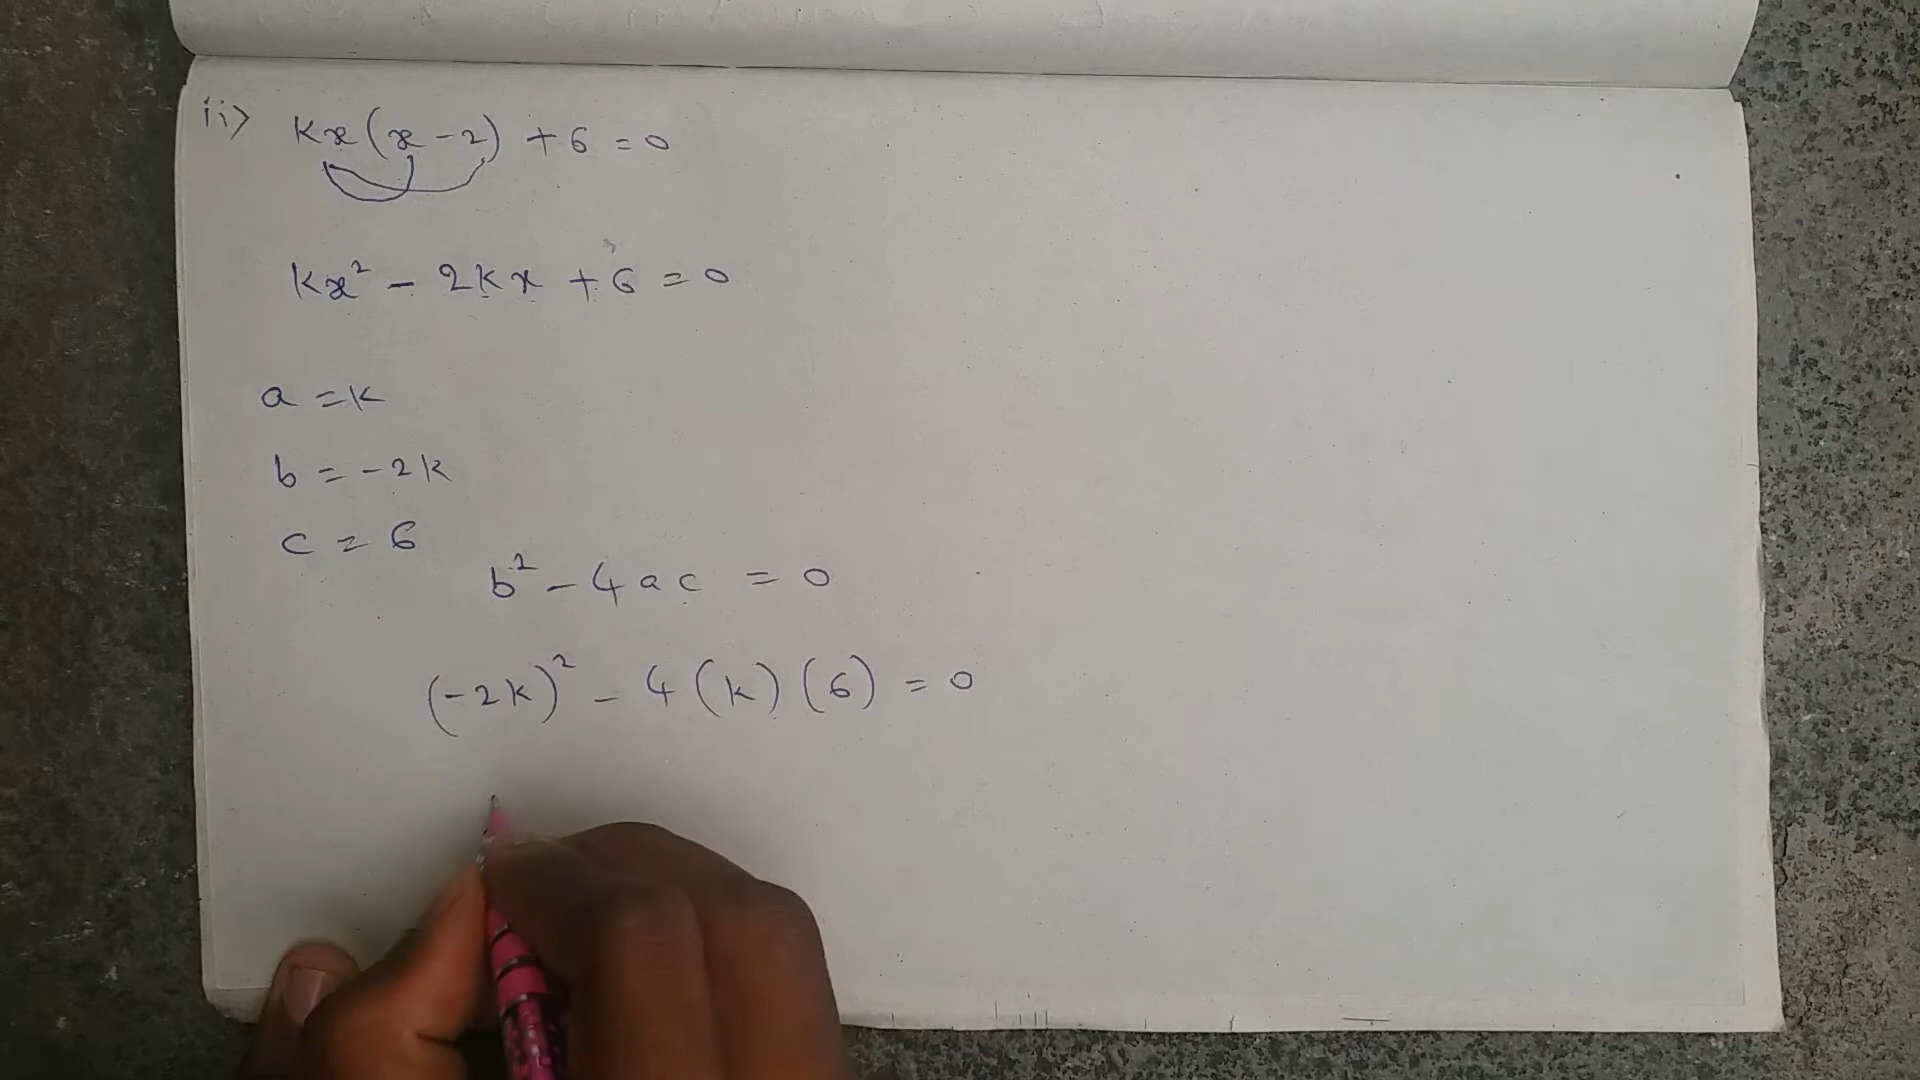 ii> kx(x-2) + 6 = 0
kx² - 2kx + 6 = 0
a = k
b = -2k
c = 6
b² - 4ac = 0
(-2k)² - 4(k)(6) = 0